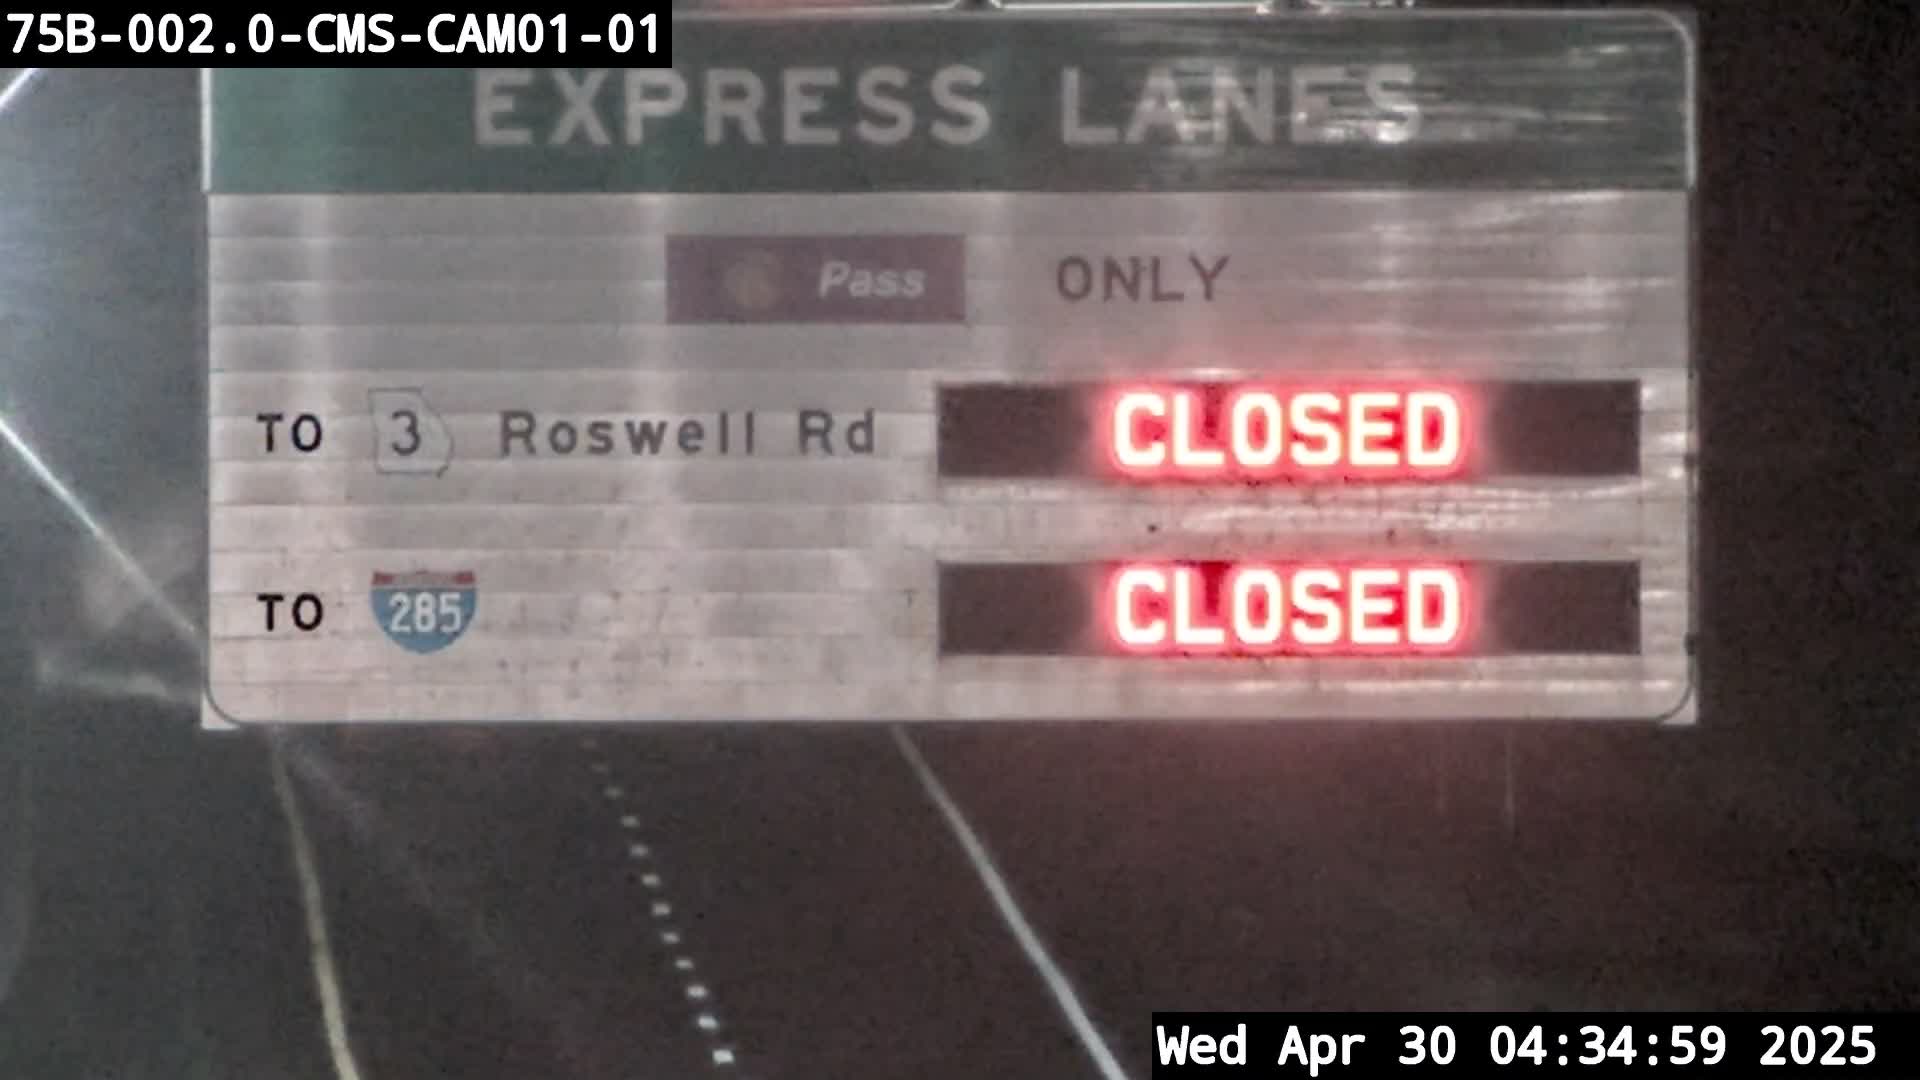 75B-002.0-CMS-CAM01-01
EXPRESS LANES
Pass ONLY
TO 3 Roswell Rd CLOSED
TO 285 CLOSED
Wed Apr 30 04:34:59 2025